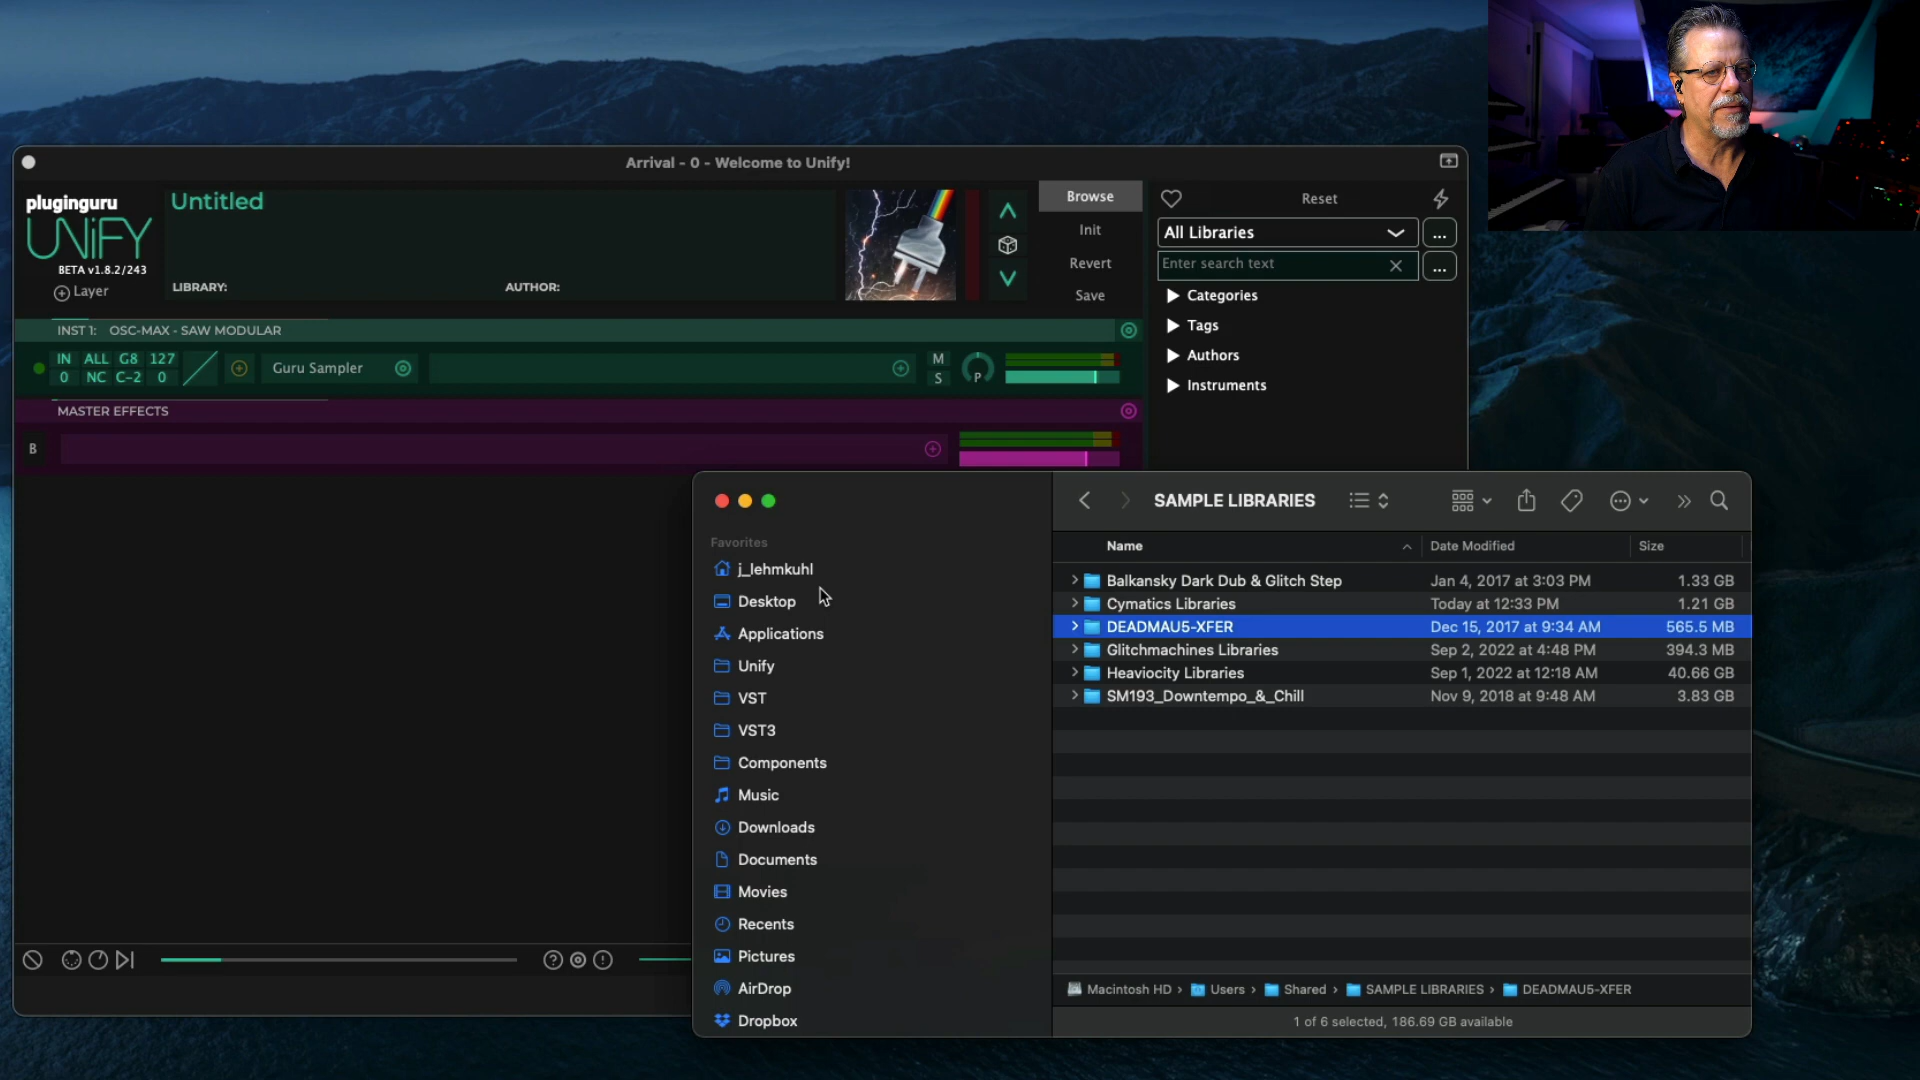 Arrival - 0 - Welcome to Unify!
pluginguru
UNiFY
BETA v1.8.2/243
Layer
Untitled
LIBRARY:
AUTHOR:
Browse
Init
Revert
Save
Reset
All Libraries
...
Enter search text
...
Categories
Tags
Authors
Instruments
INST 1: OSC-MAX - SAW MODULAR
IN ALL G8 127
0 NC C-2 0
Guru Sampler
M
S
P
MASTER EFFECTS
B
Favorites
j_lehmkuhl
Desktop
Applications
Unify
VST
VST3
Components
Music
Downloads
Documents
Movies
Recents
Pictures
AirDrop
Dropbox
SAMPLE LIBRARIES
Name Date Modified Size
Balkansky Dark Dub & Glitch Step Jan 4, 2017 at 3:03 PM 1.33 GB
Cymatics Libraries Today at 12:33 PM 1.21 GB
DEADMAU5-XFER Dec 15, 2017 at 9:34 AM 565.5 MB
Glitchmachines Libraries Sep 2, 2022 at 4:48 PM 394.3 MB
Heaviocity Libraries Sep 1, 2022 at 12:18 AM 40.66 GB
SM193_Downtempo_&_Chill Nov 9, 2018 at 9:48 AM 3.83 GB
Macintosh HD › Users › Shared › SAMPLE LIBRARIES › DEADMAU5-XFER
1 of 6 selected, 186.69 GB available